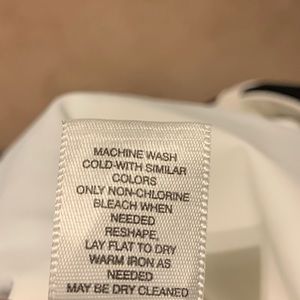 MACHINE WASH
COLD-WITH SIMILAR
COLORS
ONLY NON-CHLORINE
BLEACH WHEN
NEEDED
RESHAPE,
LAY FLAT TO DRY
WARM IRON AS
NEEDED
MAY BE DRY CLEANED